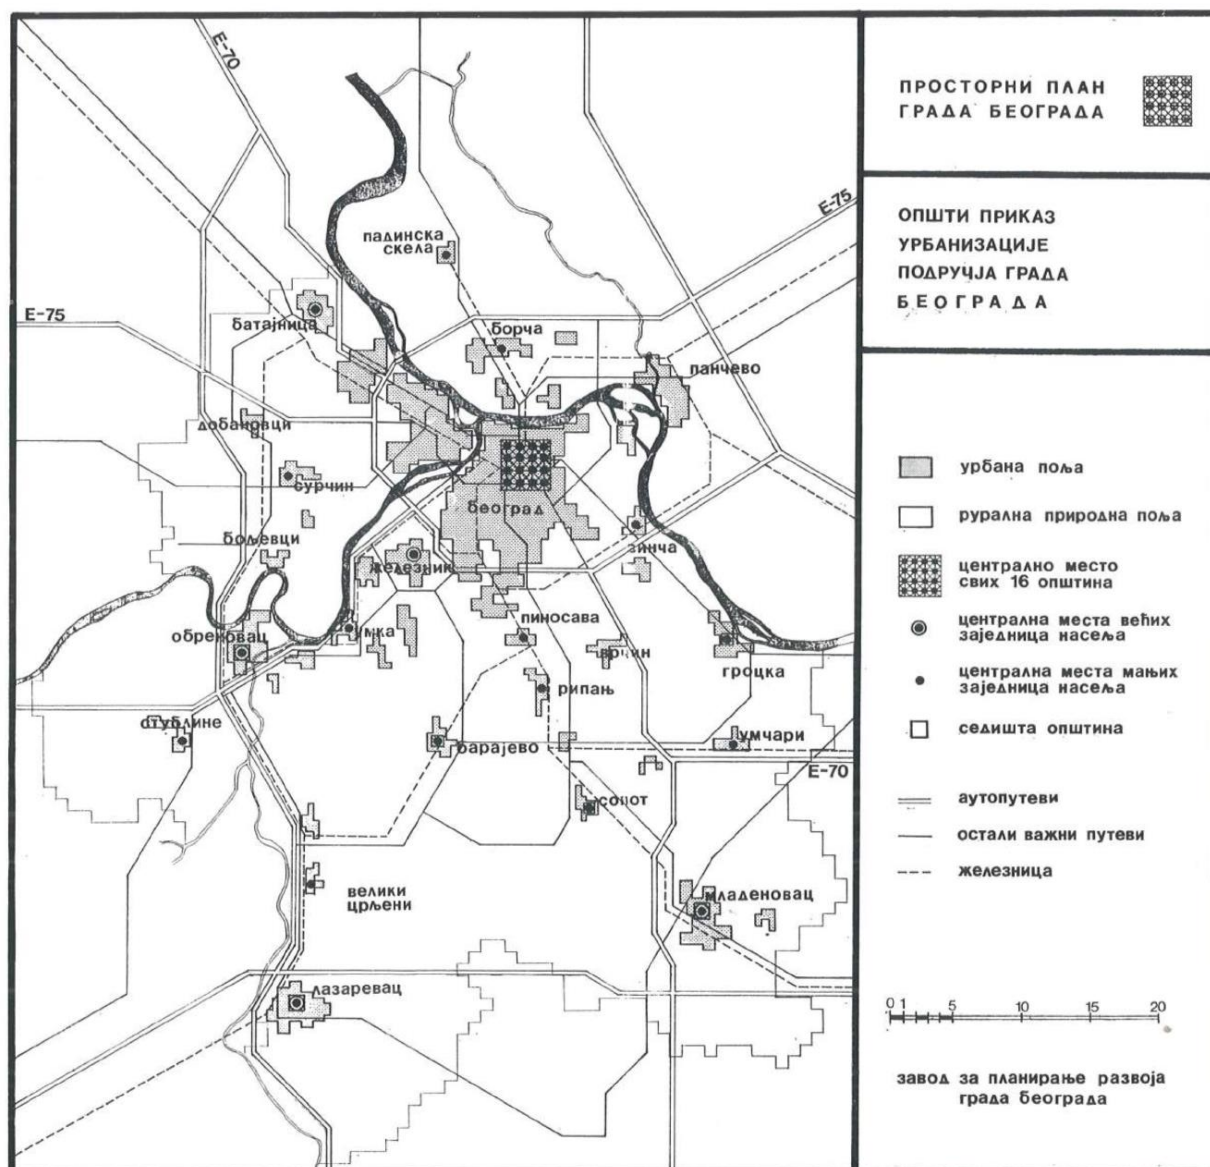 Е-70
Е-75
Е-75
падинска
скела
батајница
борча
панчево
добановци
сурчин
београд
бољевци
железник
винча
обреновац
умка
пиносава
врчин
гроцка
рипањ
стублине
барајево
умчари
Е-70
сопот
велики
црљени
младеновац
лазаревац
ПРОСТОРНИ ПЛАН
ГРАДА БЕОГРАДА
ОПШТИ ПРИКАЗ
УРБАНИЗАЦИЈЕ
ПОДРУЧЈА ГРАДА
БЕОГРАДА
урбана поља
рурална природна поља
централно место
свих 16 општина
централна места већих
заједница насеља
централна места мањих
заједница насеља
седишта општина
аутопутеви
остали важни путеви
железница
0 1 5 10 15 20
завод за планирање развоја
града београда